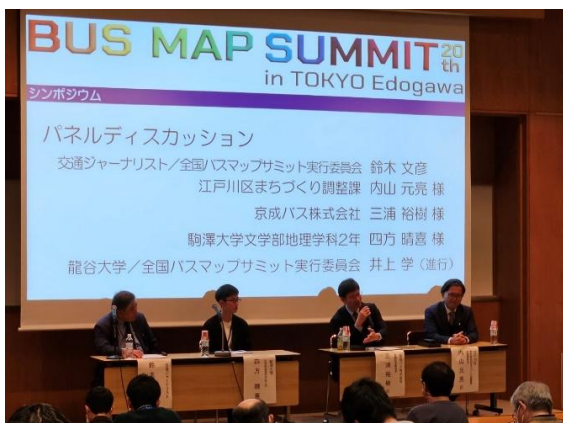 BUS MAP SUMMIT 20th
in TOKYO Edogawa
シンポジウム
パネルディスカッション
交通ジャーナリスト／全国バスマップサミット実行委員会 鈴木 文彦
江戸川区まちづくり調整課 内山 元亮 様
京成バス株式会社 三浦 裕樹 様
駒澤大学文学部地理学科2年 四方 晴喜 様
龍谷大学／全国バスマップサミット実行委員会 井上 学（進行）